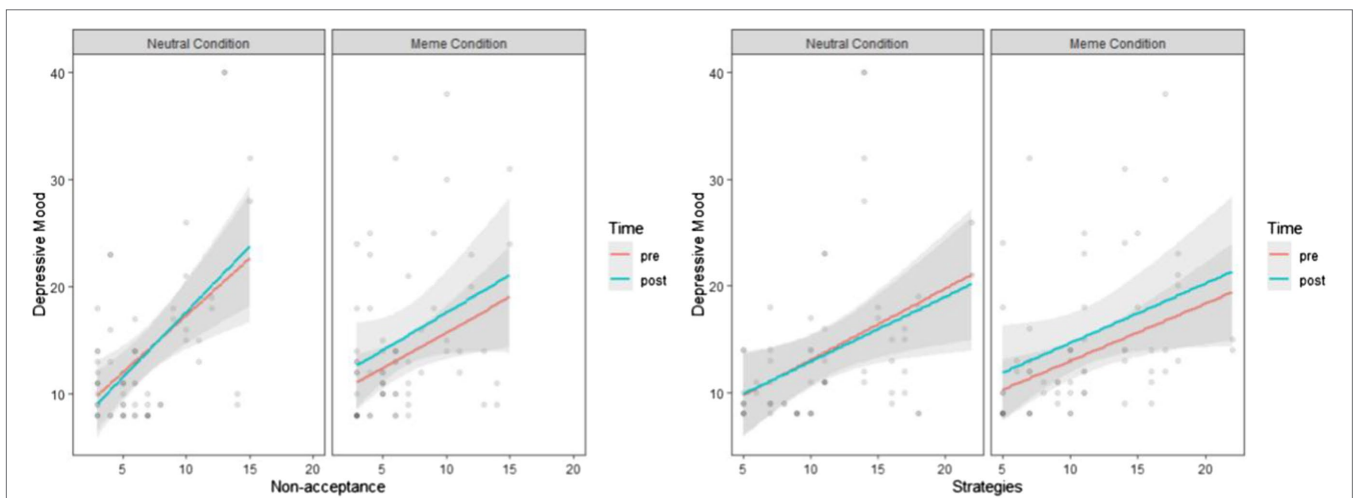 Neutral Condition Meme Condition
Depressive Mood
40
30
20
10
5 10 15 20 5 10 15 20
Non-acceptance
Time
pre
post
Neutral Condition Meme Condition
Depressive Mood
40
30
20
10
5 10 15 20 5 10 15 20
Strategies
Time
pre
post